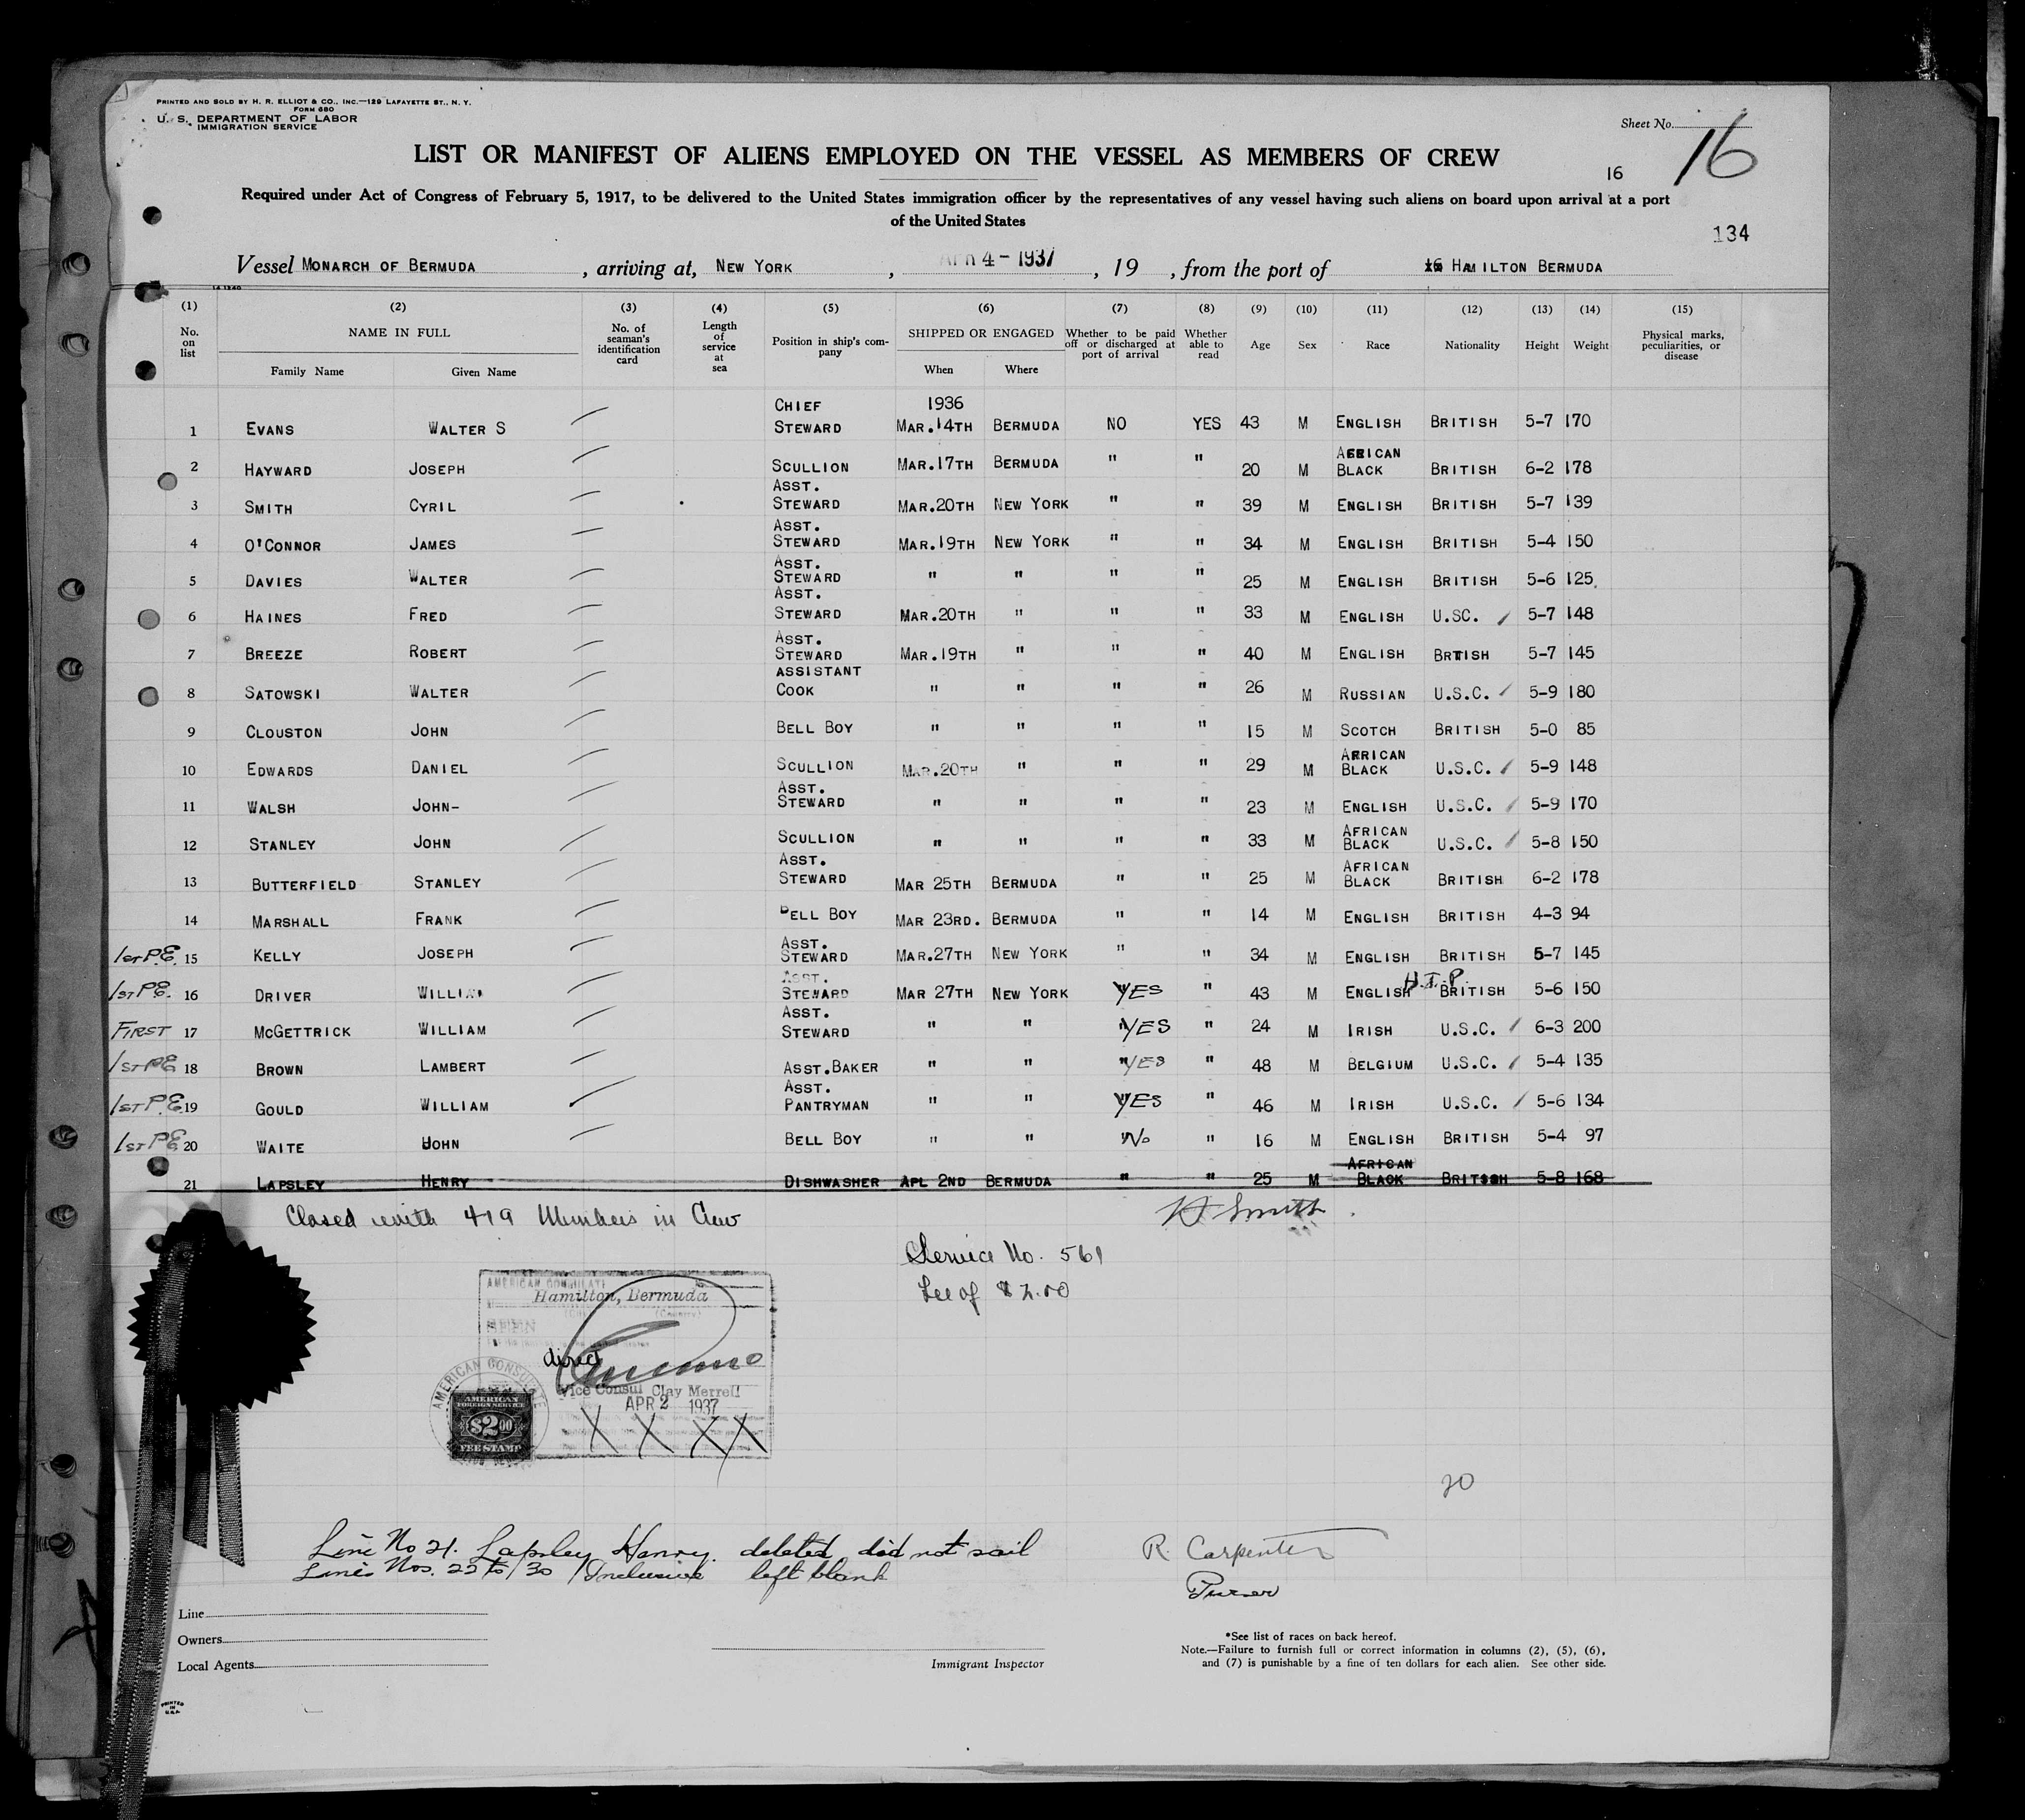 PRINTED AND SOLD BY H. R. ELLIOT & CO., INC.—129 LAFAYETTE ST., N. Y.
FORM 680
U. S. DEPARTMENT OF LABOR
IMMIGRATION SERVICE
Sheet No. 16
LIST OR MANIFEST OF ALIENS EMPLOYED ON THE VESSEL AS MEMBERS OF CREW
16
Required under Act of Congress of February 5, 1917, to be delivered to the United States immigration officer by the representatives of any vessel having such aliens on board upon arrival at a port
of the United States
134
Vessel MONARCH OF BERMUDA, arriving at, NEW YORK, APR 4-1937, 19 , from the port of HAMILTON BERMUDA
(1) No. on list (2) NAME IN FULL Family Name Given Name (3) No. of seaman's identification card (4) Length of service at sea (5) Position in ship's company (6) SHIPPED OR ENGAGED When Where (7) Whether to be paid off or discharged at port of arrival (8) Whether able to read (9) Age (10) Sex (11) Race (12) Nationality (13) Height (14) Weight (15) Physical marks, peculiarities, or disease
1 EVANS WALTER S CHIEF STEWARD 1936 MAR.14TH BERMUDA NO YES 43 M ENGLISH BRITISH 5-7 170
2 HAYWARD JOSEPH SCULLION MAR.17TH BERMUDA " " 20 M AFRICAN BLACK BRITISH 6-2 178
3 SMITH CYRIL ASST. STEWARD MAR.20TH NEW YORK " " 39 M ENGLISH BRITISH 5-7 139
4 O'CONNOR JAMES ASST. STEWARD MAR.19TH NEW YORK " " 34 M ENGLISH BRITISH 5-4 150
5 DAVIES WALTER ASST. STEWARD " " " " 25 M ENGLISH BRITISH 5-6 125
6 HAINES FRED ASST. STEWARD MAR.20TH " " " 33 M ENGLISH U.SC. 5-7 148
7 BREEZE ROBERT ASST. STEWARD MAR.19TH " " " 40 M ENGLISH BRTISH 5-7 145
8 SATOWSKI WALTER ASSISTANT COOK " " " " 26 M RUSSIAN U.S.C. 5-9 180
9 CLOUSTON JOHN BELL BOY " " " " 15 M SCOTCH BRITISH 5-0 85
10 EDWARDS DANIEL SCULLION MAR.20TH " " " 29 M AFRICAN BLACK U.S.C. 5-9 148
11 WALSH JOHN- ASST. STEWARD " " " " 23 M ENGLISH U.S.C. 5-9 170
12 STANLEY JOHN SCULLION " " " " 33 M AFRICAN BLACK U.S.C. 5-8 150
13 BUTTERFIELD STANLEY ASST. STEWARD MAR 25TH BERMUDA " " 25 M AFRICAN BLACK BRITISH 6-2 178
14 MARSHALL FRANK BELL BOY MAR 23RD. BERMUDA " " 14 M ENGLISH BRITISH 4-3 94
1ST P.E. 15 KELLY JOSEPH ASST. STEWARD MAR.27TH NEW YORK " " 34 M ENGLISH BRITISH 5-7 145
1ST P.E. 16 DRIVER WILLIAM ASST. STEWARD MAR 27TH NEW YORK YES " 43 M ENGLISH BRITISH 5-6 150
FIRST 17 MCGETTRICK WILLIAM ASST. STEWARD " " YES " 24 M IRISH U.S.C. 6-3 200
1ST PE 18 BROWN LAMBERT ASST.BAKER " " YES " 48 M BELGIUM U.S.C. 5-4 135
1ST P.E. 19 GOULD WILLIAM ASST. PANTRYMAN " " YES " 46 M IRISH U.S.C. 5-6 134
1ST PE 20 WAITE JOHN BELL BOY " " No " 16 M ENGLISH BRITISH 5-4 97
21 LAPSLEY HENRY DISHWASHER APL 2ND BERMUDA " " 25 M AFRICAN BLACK BRITISH 5-8 168
Closed with 419 Members in Crew
Smith
Service No. 561
Fee of $2.00
AMERICAN CONSULATE
Hamilton, Bermuda
SEEN
direct
Vice Consul Clay Merrell
APR 2 1937
X X X X
AMERICAN CONSULATE
AMERICAN
FOREIGN SERVICE
$2.00
FEE STAMP
20
Line No 21. Lapsley Henry. deleted did not sail
Lines Nos. 22 to 30 Inclusive left blank
R. Carpenter
Purser
Line
Owners
Local Agents
Immigrant Inspector
*See list of races on back hereof.
Note.—Failure to furnish full or correct information in columns (2), (5), (6),
and (7) is punishable by a fine of ten dollars for each alien. See other side.
PRINTED
IN
U.S.A.